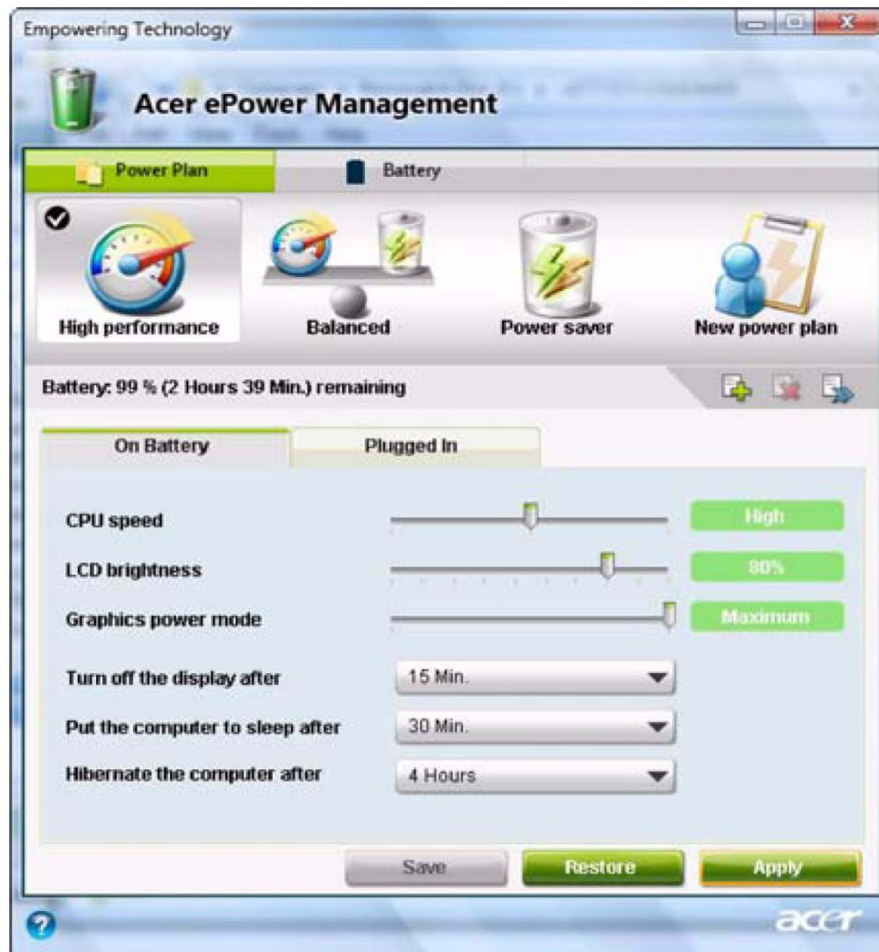 Empowering Technology
Acer ePower Management
Power Plan
Battery
High performance
Balanced
Power saver
New power plan
Battery: 99 % (2 Hours 39 Min.) remaining
On Battery
Plugged In
CPU speed
High
LCD brightness
80%
Graphics power mode
Maximum
Turn off the display after
15 Min.
Put the computer to sleep after
30 Min.
Hibernate the computer after
4 Hours
Save
Restore
Apply
?
acer